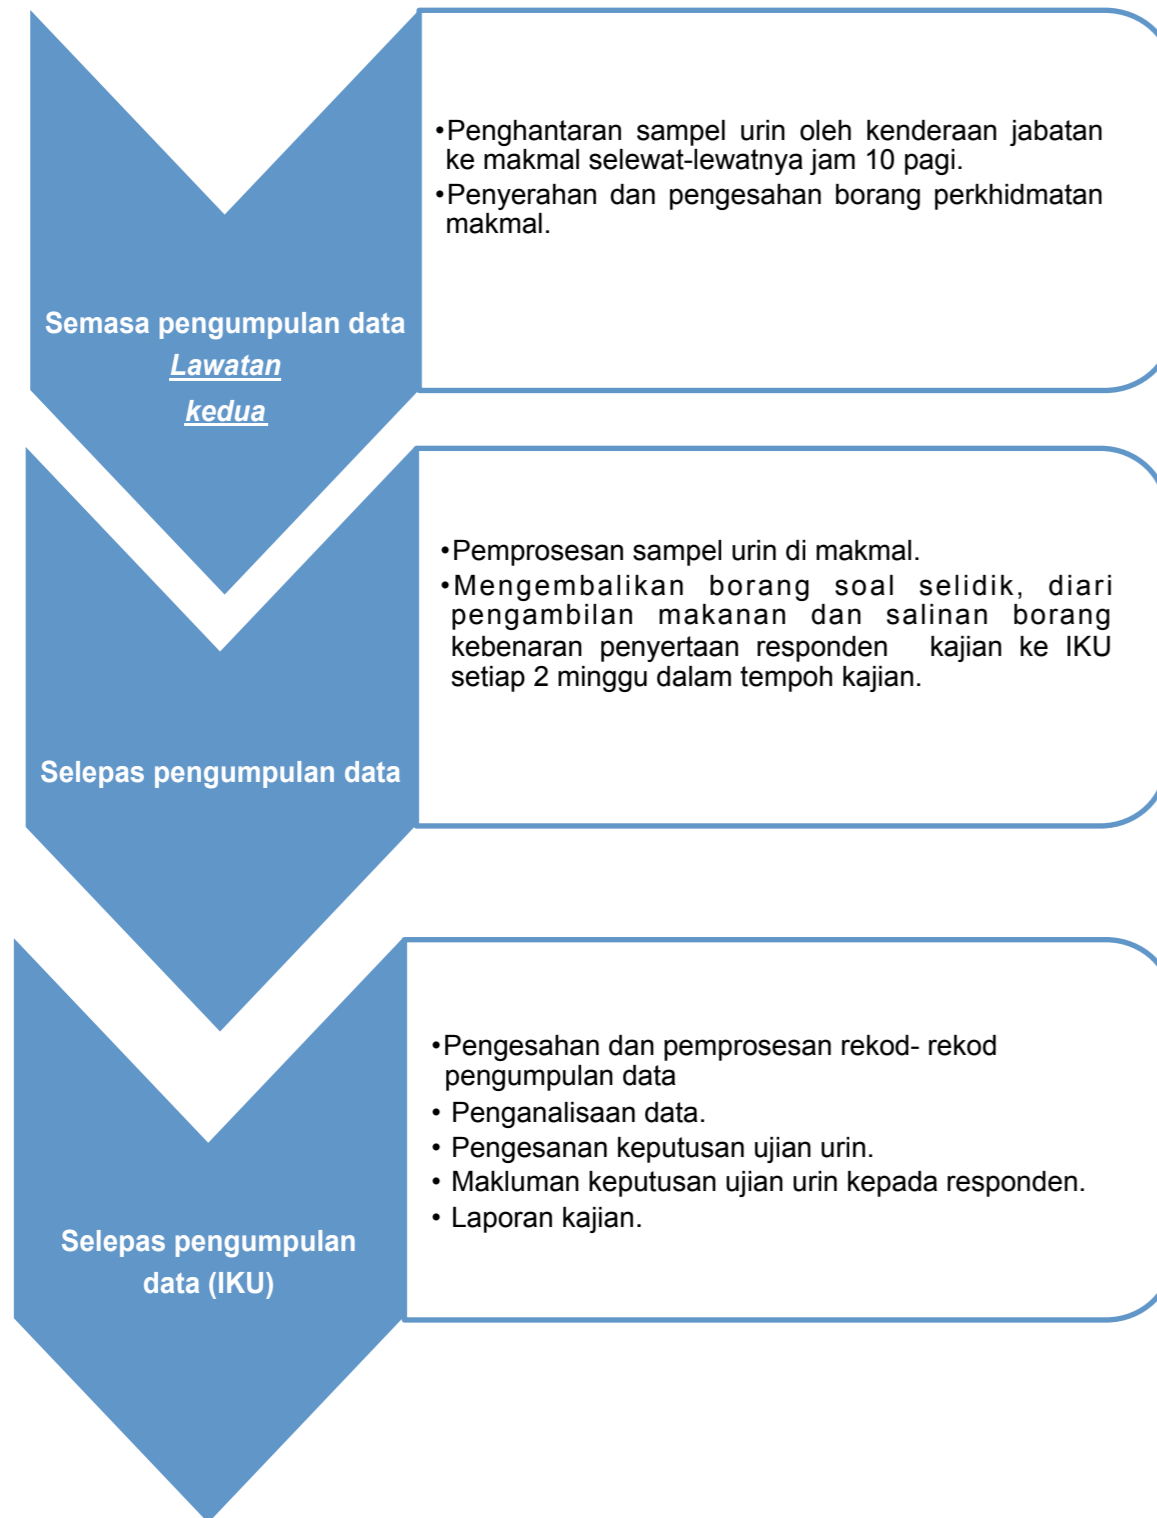 Semasa pengumpulan data
Lawatan
kedua
•Penghantaran sampel urin oleh kenderaan jabatan
ke makmal selewat-lewatnya jam 10 pagi.
•Penyerahan dan pengesahan borang perkhidmatan
makmal.
Selepas pengumpulan data
•Pemprosesan sampel urin di makmal.
•Mengembalikan borang soal selidik, diari
pengambilan makanan dan salinan borang
kebenaran penyertaan responden kajian ke IKU
setiap 2 minggu dalam tempoh kajian.
Selepas pengumpulan
data (IKU)
•Pengesahan dan pemprosesan rekod- rekod
pengumpulan data
• Penganalisaan data.
• Pengesanan keputusan ujian urin.
• Makluman keputusan ujian urin kepada responden.
• Laporan kajian.